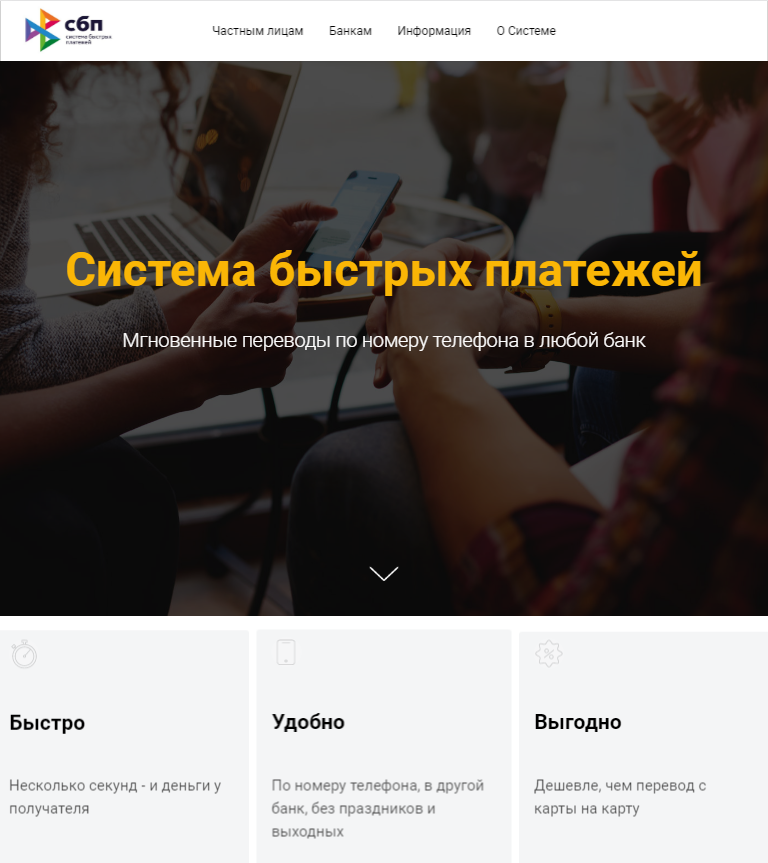 сбп
система быстрых
платежей
Частным лицам Банкам Информация О Системе
Система быстрых платежей
Мгновенные переводы по номеру телефона в любой банк
Быстро
Несколько секунд - и деньги у
получателя
Удобно
По номеру телефона, в другой
банк, без праздников и
выходных
Выгодно
Дешевле, чем перевод с
карты на карту